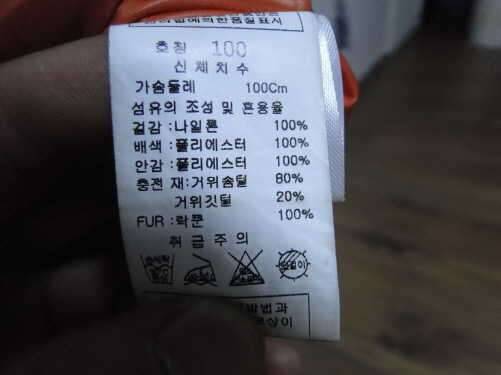 호칭 100
신체치수
가슴둘레 100Cm
섬유의 조성 및 혼용율
겉감 :나일론 100%
배색 :폴리에스터 100%
안감 :폴리에스터 100%
충전 재:거위솜털 80%
거위깃털 20%
FUR :락쿤 100%
취급주의